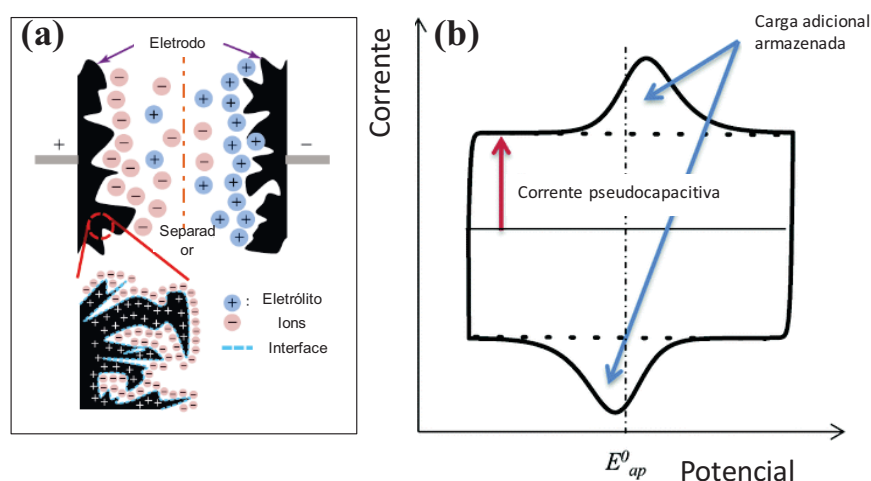 (a)
Eletrodo
+
−
Separad
or
+ : Eletrólito
− Ions
Interface
(b)
Corrente
Carga adicional
armazenada
Corrente pseudocapacitiva
E⁰ap
Potencial